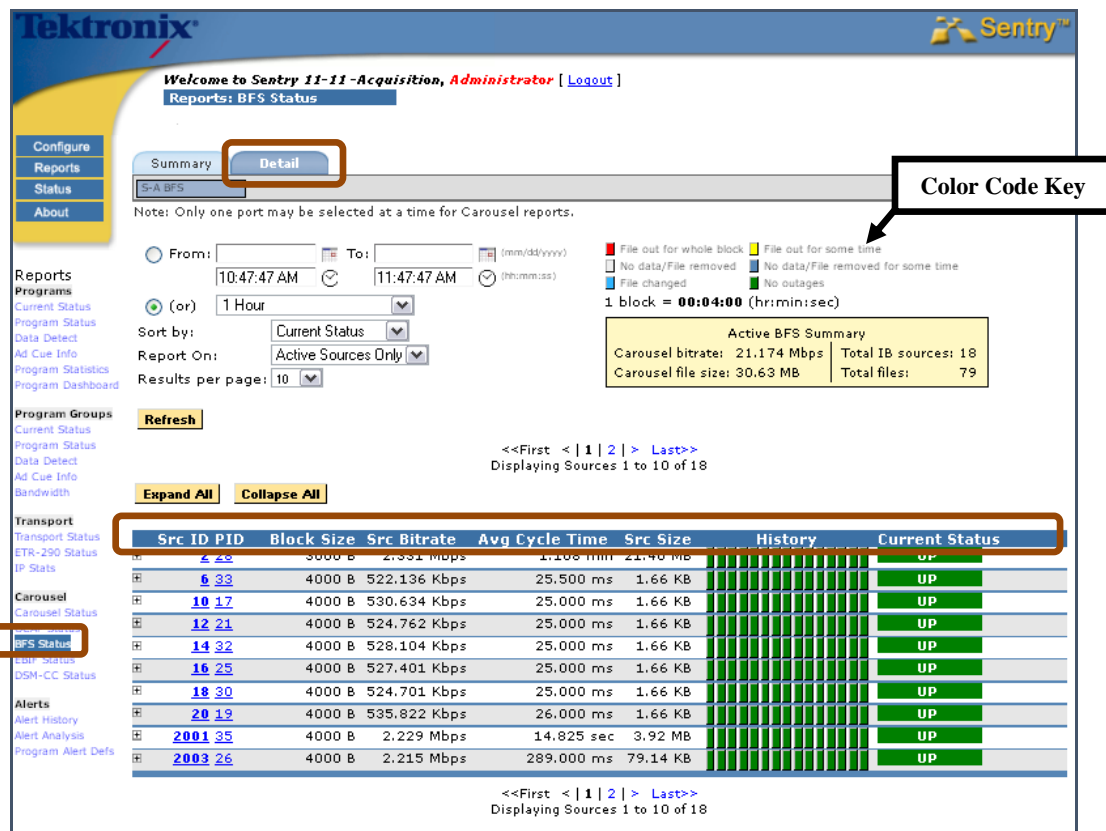 Tektronix
Sentry™
Welcome to Sentry 11-11 -Acquisition, Administrator [ Logout ]
Reports: BFS Status
Configure
Reports
Status
About
Summary
Detail
S-A BFS
Color Code Key
Note: Only one port may be selected at a time for Carousel reports.
From: To: (mm/dd/yyyy)
10:47:47 AM 11:47:47 AM (hh:mm:ss)
(or) 1 Hour
Sort by: Current Status
Report On: Active Sources Only
Results per page: 10
File out for whole block File out for some time
No data/File removed No data/File removed for some time
File changed No outages
1 block = 00:04:00 (hr:min:sec)
Active BFS Summary
Carousel bitrate: 21.174 Mbps Total IB sources: 18
Carousel file size: 30.63 MB Total files: 79
Refresh
<<First < | 1 | 2 | > Last>>
Displaying Sources 1 to 10 of 18
Expand All Collapse All
Reports
Programs
Current Status
Program Status
Data Detect
Ad Cue Info
Program Statistics
Program Dashboard
Program Groups
Current Status
Program Status
Data Detect
Ad Cue Info
Bandwidth
Transport
Transport Status
ETR-290 Status
IP Stats
Carousel
Carousel Status
BFS Status
EBIF Status
DSM-CC Status
Alerts
Alert History
Alert Analysis
Program Alert Defs
Src ID PID Block Size Src Bitrate Avg Cycle Time Src Size History Current Status
2 28 3000 B 2.331 Mbps 1.108 min 21.40 MB UP
6 33 4000 B 522.136 Kbps 25.500 ms 1.66 KB UP
10 17 4000 B 530.634 Kbps 25.000 ms 1.66 KB UP
12 21 4000 B 524.762 Kbps 25.000 ms 1.66 KB UP
14 32 4000 B 528.104 Kbps 25.000 ms 1.66 KB UP
16 25 4000 B 527.401 Kbps 25.000 ms 1.66 KB UP
18 30 4000 B 524.701 Kbps 25.000 ms 1.66 KB UP
20 19 4000 B 535.822 Kbps 26.000 ms 1.66 KB UP
2001 35 4000 B 2.229 Mbps 14.825 sec 3.92 MB UP
2003 26 4000 B 2.215 Mbps 289.000 ms 79.14 KB UP
<<First < | 1 | 2 | > Last>>
Displaying Sources 1 to 10 of 18